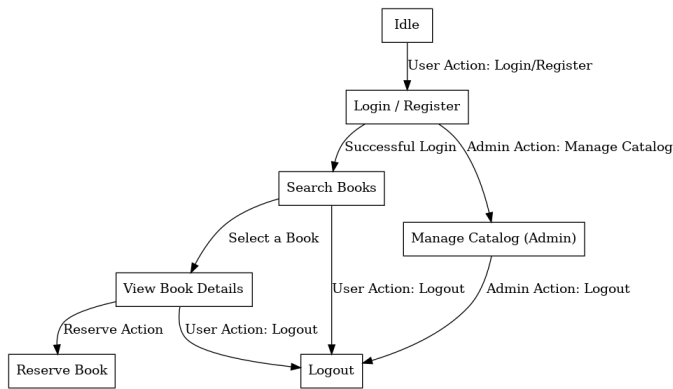 Idle
User Action: Login/Register
Login / Register
Successful Login
Admin Action: Manage Catalog
Search Books
Manage Catalog (Admin)
Select a Book
View Book Details
User Action: Logout
Admin Action: Logout
Reserve Action
User Action: Logout
Reserve Book
Logout